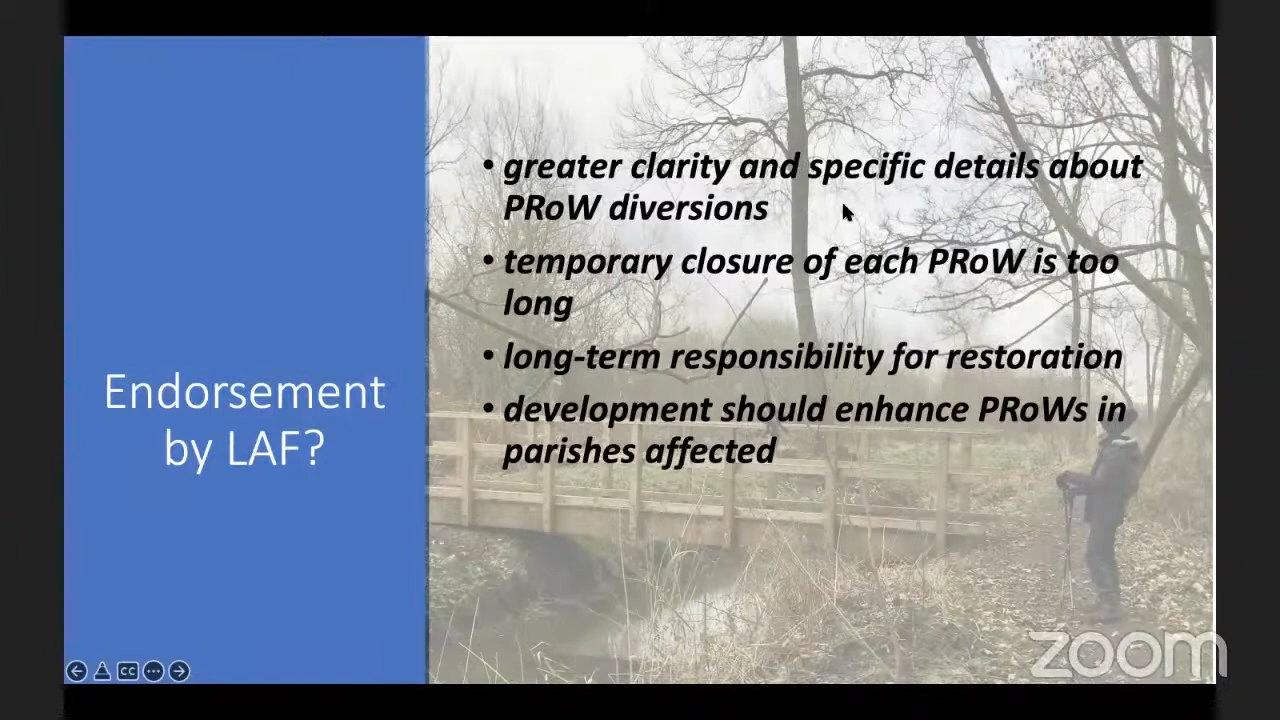 Endorsement
by LAF?
• greater clarity and specific details about
PRoW diversions
• temporary closure of each PRoW is too
long
• long-term responsibility for restoration
• development should enhance PRoWs in
parishes affected
CC
zoom